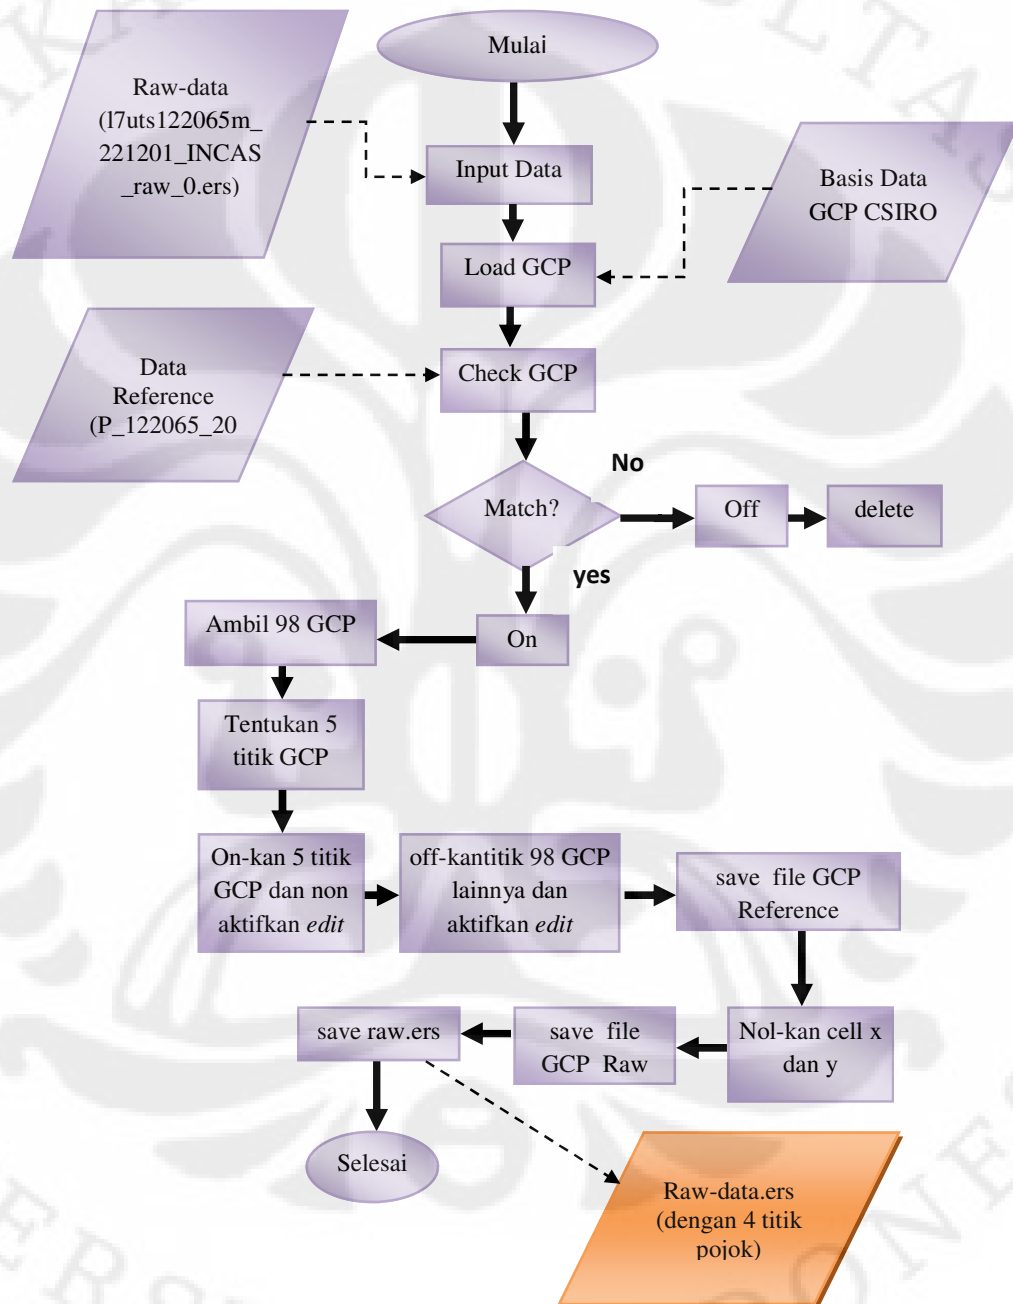 Mulai
Raw-data
(l7uts122065m_
221201_INCAS
_raw_0.ers)
Input Data
Basis Data
GCP CSIRO
Load GCP
Data
Reference
(P_122065_20
Check GCP
No
Match?
Off
delete
yes
On
Ambil 98 GCP
Tentukan 5
titik GCP
On-kan 5 titik
GCP dan non
aktifkan edit
off-kantitik 98 GCP
lainnya dan
aktifkan edit
save file GCP
Reference
Nol-kan cell x
dan y
save file
GCP Raw
save raw.ers
Selesai
Raw-data.ers
(dengan 4 titik
pojok)